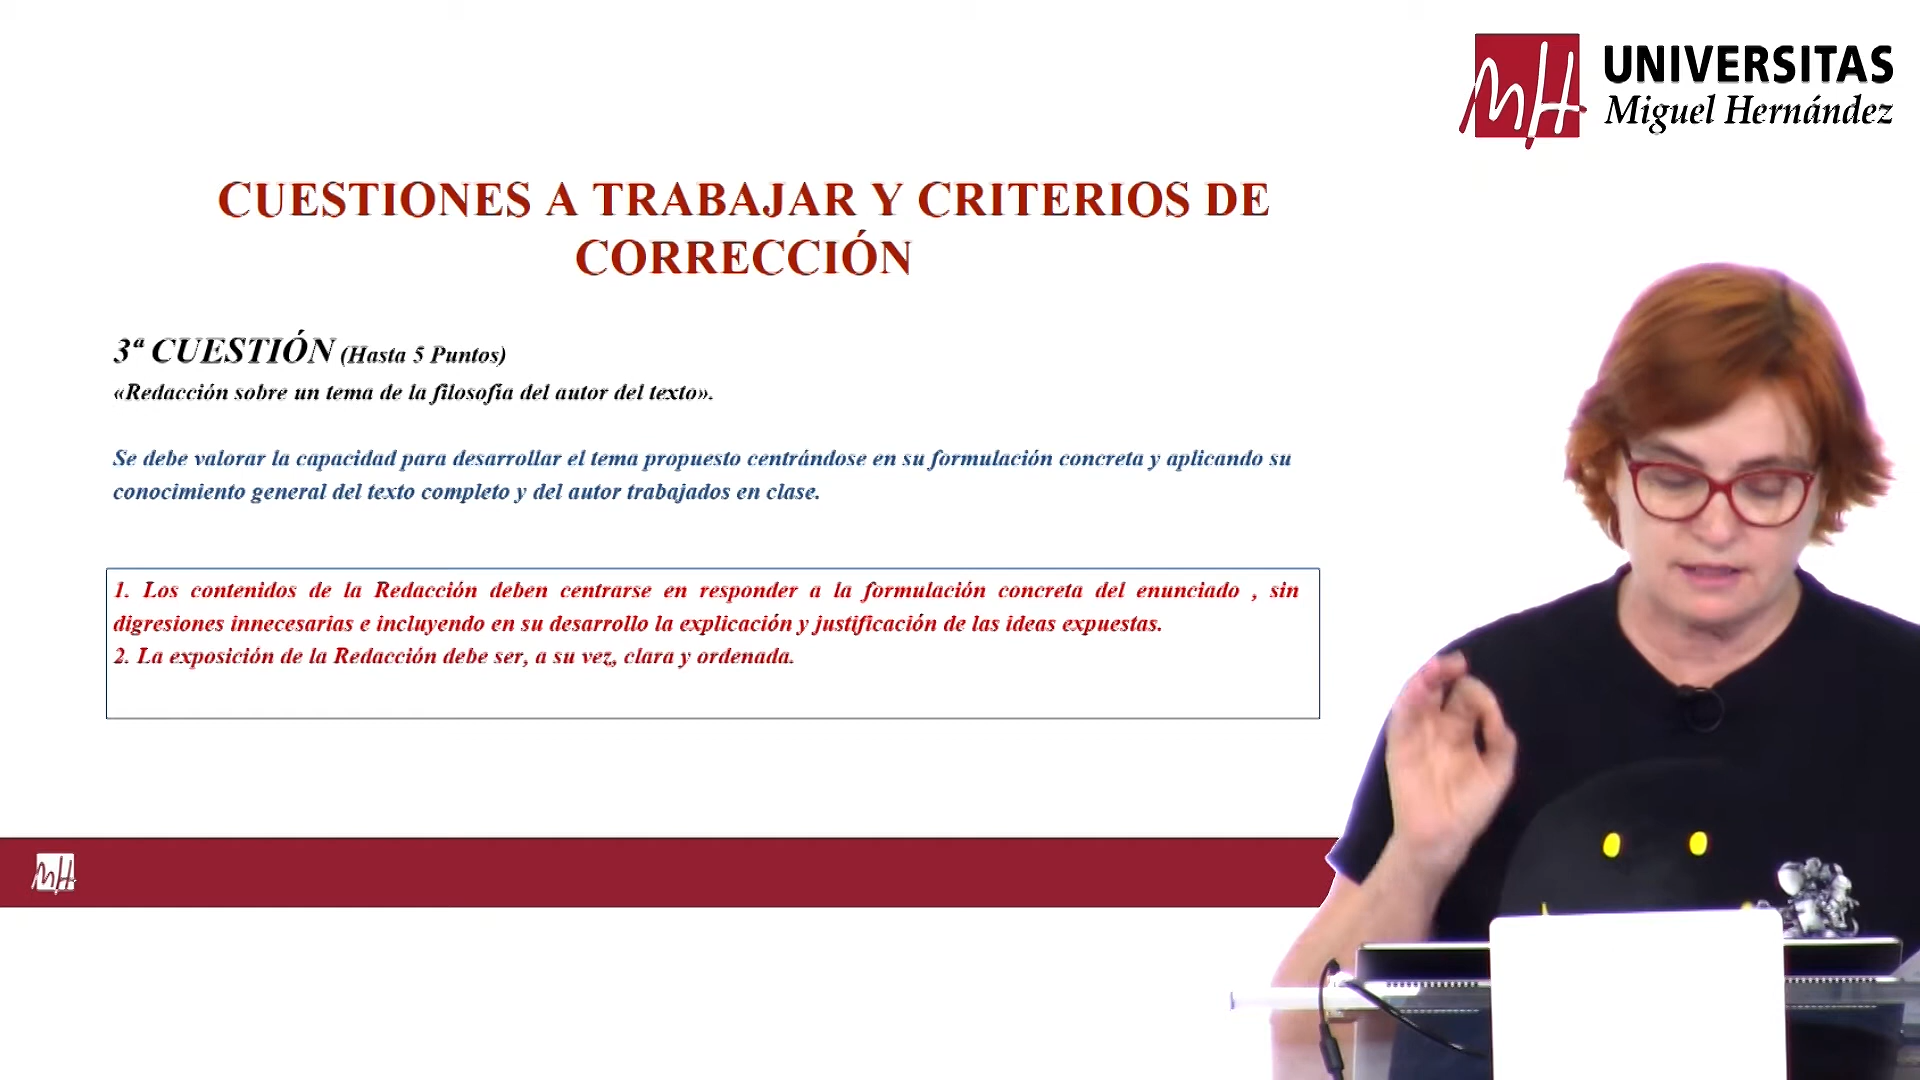 UNIVERSITAS
Miguel Hernández
CUESTIONES A TRABAJAR Y CRITERIOS DE
CORRECCIÓN
3ª CUESTIÓN (Hasta 5 Puntos)
«Redacción sobre un tema de la filosofía del autor del texto».
Se debe valorar la capacidad para desarrollar el tema propuesto centrándose en su formulación concreta y aplicando su
conocimiento general del texto completo y del autor trabajados en clase.
1. Los contenidos de la Redacción deben centrarse en responder a la formulación concreta del enunciado , sin
digresiones innecesarias e incluyendo en su desarrollo la explicación y justificación de las ideas expuestas.
2. La exposición de la Redacción debe ser, a su vez, clara y ordenada.